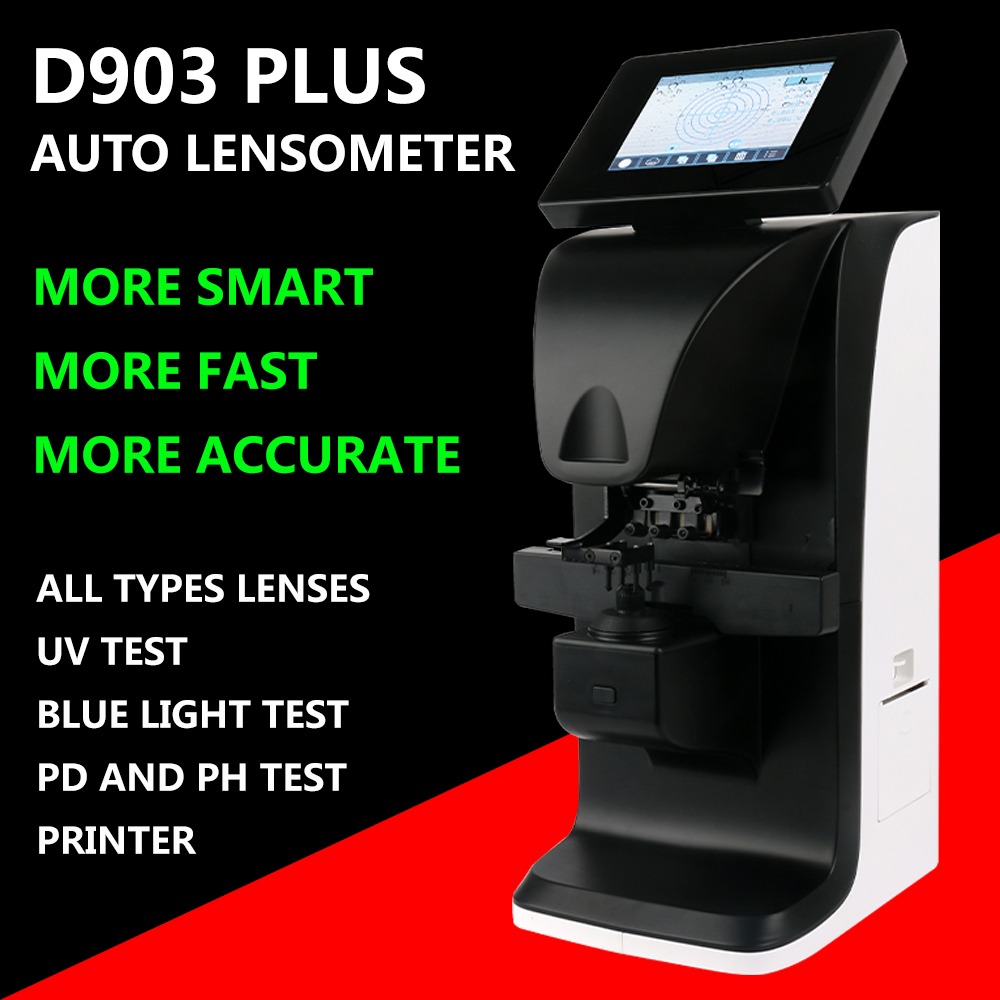 D903 PLUS
AUTO LENSOMETER
MORE SMART
MORE FAST
MORE ACCURATE
ALL TYPES LENSES
UV TEST
BLUE LIGHT TEST
PD AND PH TEST
PRINTER
R